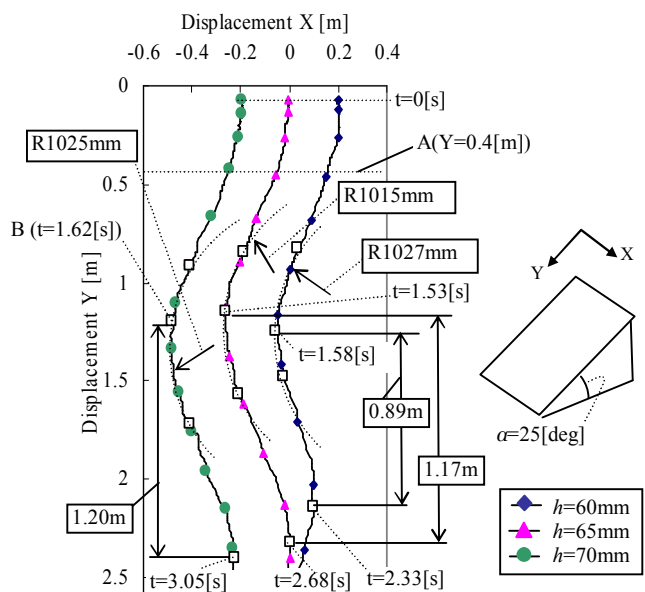 Displacement X [m]
-0.6 -0.4 -0.2 0 0.2 0.4
0
t=0[s]
R1025mm
A(Y=0.4[m])
0.5
R1015mm
B (t=1.62[s])
R1027mm
X
Y
1
t=1.53[s]
Displacement Y [m]
t=1.58[s]
1.5
0.89m
α=25[deg]
1.17m
2
1.20m
h=60mm
h=65mm
h=70mm
2.5
t=3.05[s] t=2.68[s] t=2.33[s]